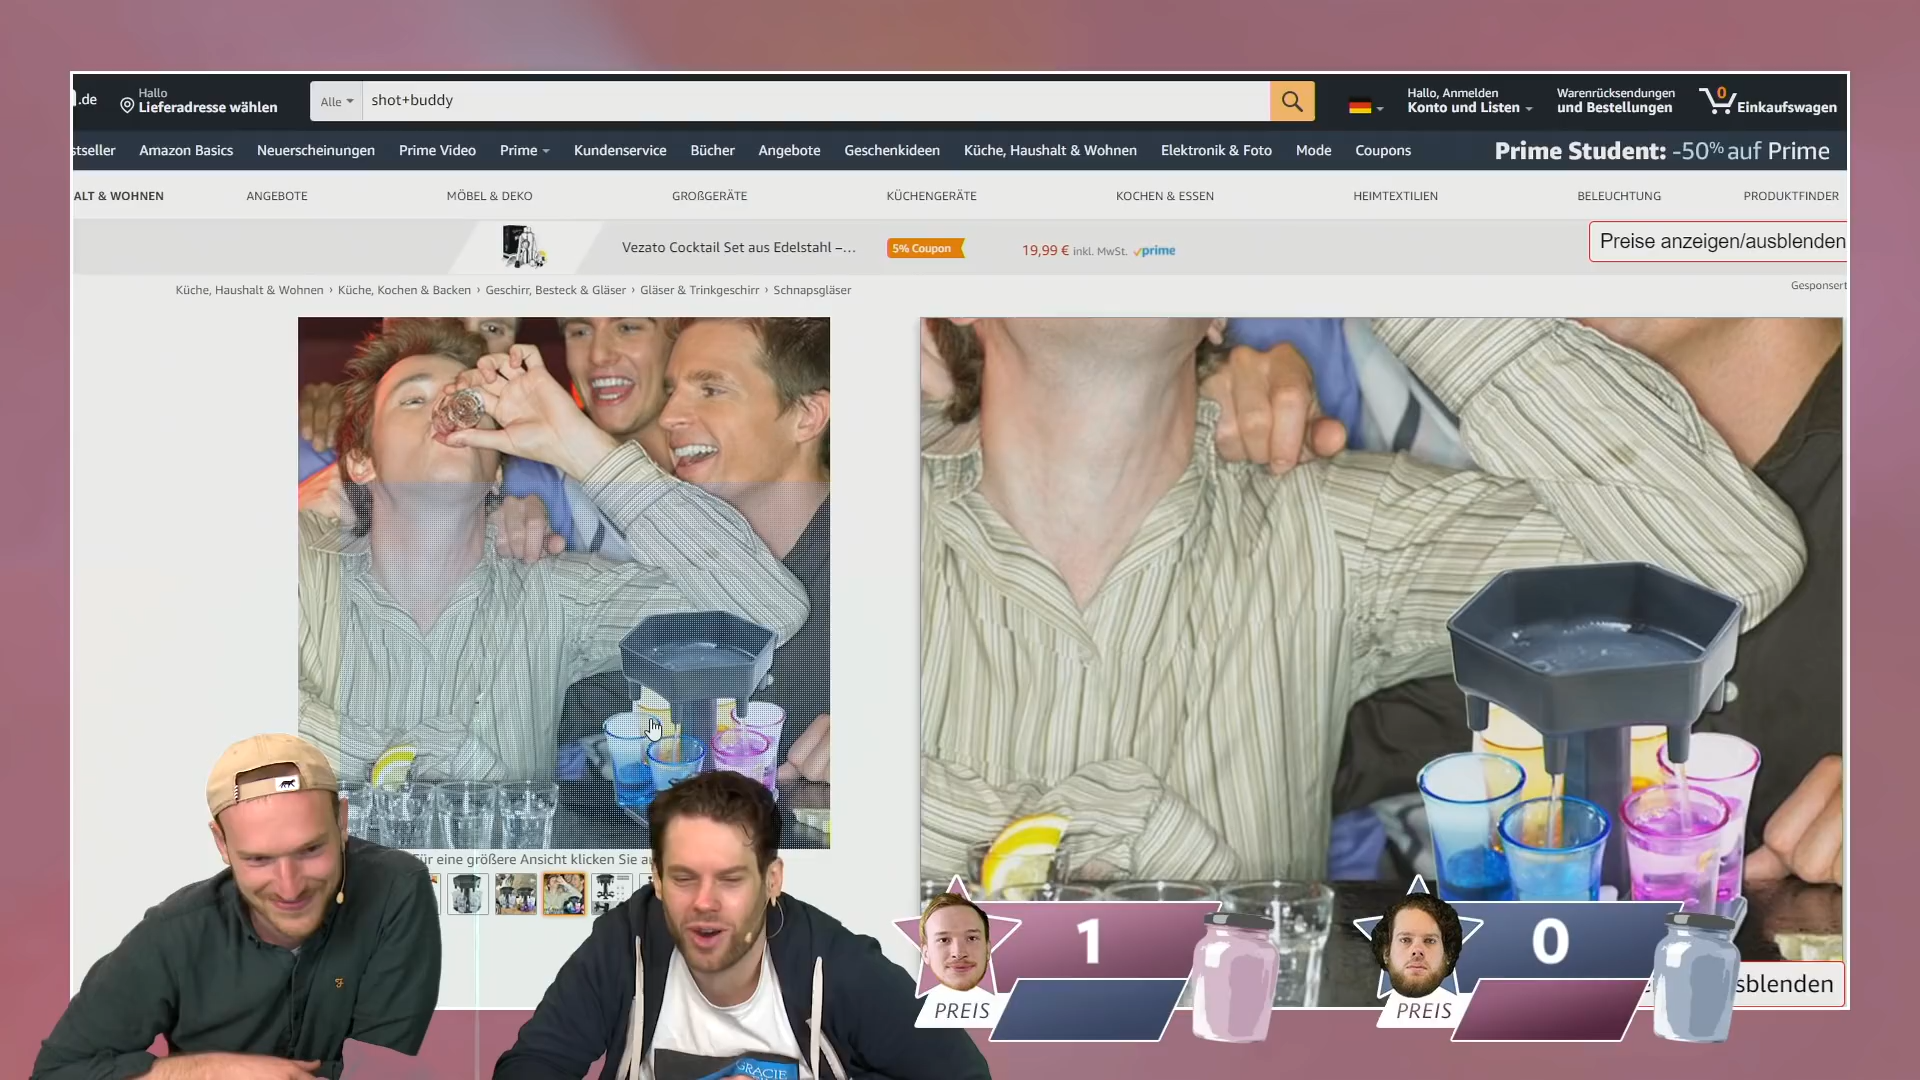 .de
Hallo
Lieferadresse wählen
Alle
shot+buddy
Hallo, Anmelden
Konto und Listen
Warenrücksendungen
und Bestellungen
0
Einkaufswagen
stseller
Amazon Basics
Neuerscheinungen
Prime Video
Prime
Kundenservice
Bücher
Angebote
Geschenkideen
Küche, Haushalt & Wohnen
Elektronik & Foto
Mode
Coupons
Prime Student: -50% auf Prime
ALT & WOHNEN
ANGEBOTE
MÖBEL & DEKO
GROßGERÄTE
KÜCHENGERÄTE
KOCHEN & ESSEN
HEIMTEXTILIEN
BELEUCHTUNG
PRODUKTFINDER
Vezato Cocktail Set aus Edelstahl –…
5% Coupon
19,99 € inkl. MwSt. prime
Preise anzeigen/ausblenden
Küche, Haushalt & Wohnen › Küche, Kochen & Backen › Geschirr, Besteck & Gläser › Gläser & Trinkgeschirr › Schnapsgläser
Gesponsert
Für eine größere Ansicht klicken Sie au
1
PREIS
0
PREIS
sblenden
GRACIE